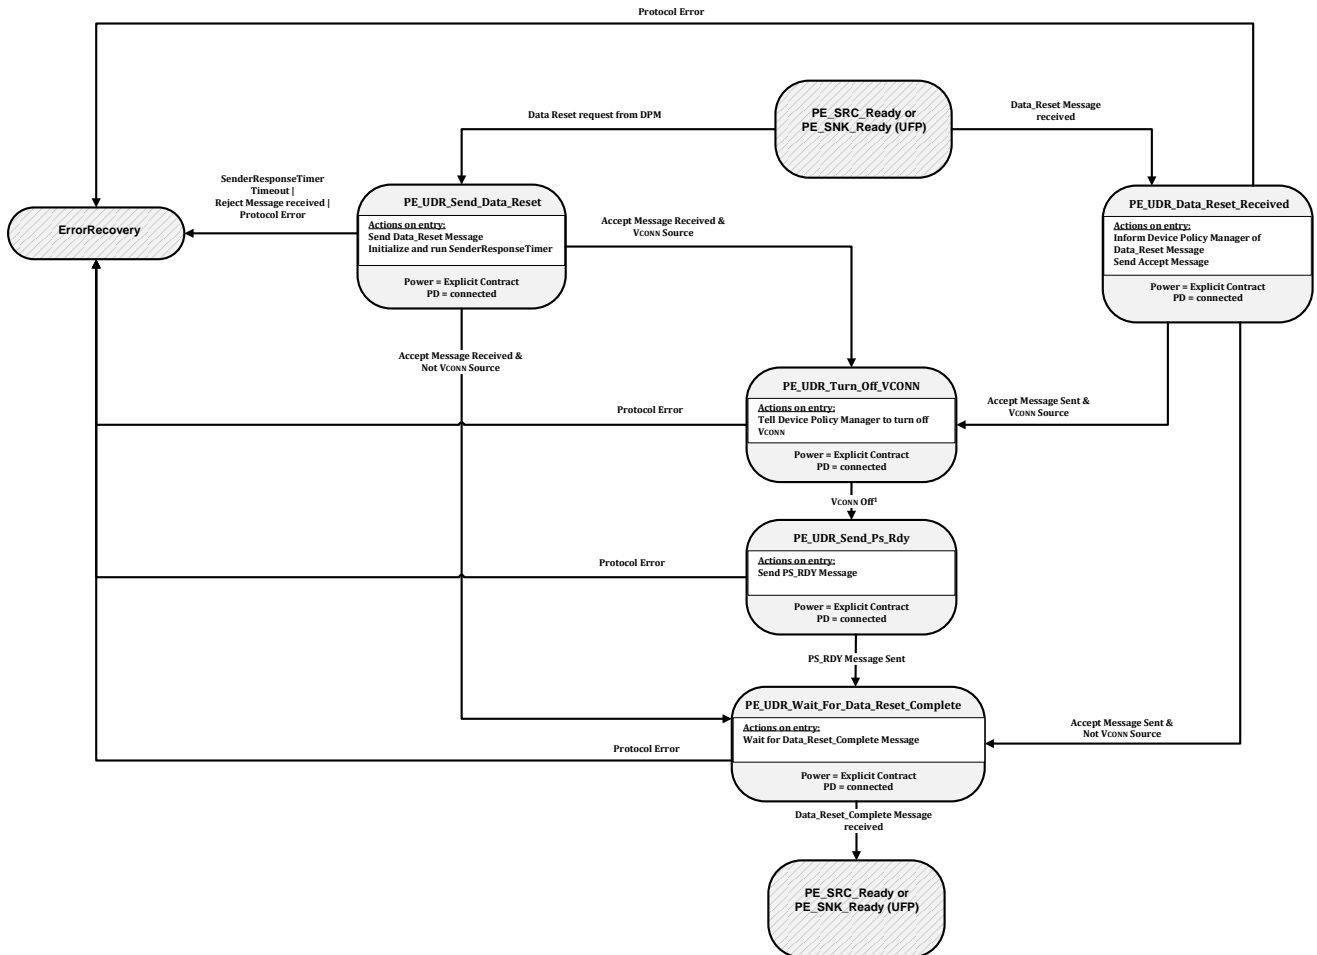 Protocol Error
PE_SRC_Ready or
PE_SNK_Ready (UFP)
Data Reset request from DPM
Data_Reset Message
received
SenderResponseTimer
Timeout |
Reject Message received |
Protocol Error
ErrorRecovery
PE_UDR_Send_Data_Reset
Actions on entry:
Send Data_Reset Message
Initialize and run SenderResponseTimer
Power = Explicit Contract
PD = connected
Accept Message Received &
VCONN Source
PE_UDR_Data_Reset_Received
Actions on entry:
Inform Device Policy Manager of
Data_Reset Message
Send Accept Message
Power = Explicit Contract
PD = connected
Accept Message Received &
Not VCONN Source
PE_UDR_Turn_Off_VCONN
Actions on entry:
Tell Device Policy Manager to turn off
VCONN
Power = Explicit Contract
PD = connected
Protocol Error
Accept Message Sent &
VCONN Source
VCONN Off¹
PE_UDR_Send_Ps_Rdy
Actions on entry:
Send PS_RDY Message
Power = Explicit Contract
PD = connected
Protocol Error
PS_RDY Message Sent
PE_UDR_Wait_For_Data_Reset_Complete
Actions on entry:
Wait for Data_Reset_Complete Message
Power = Explicit Contract
PD = connected
Protocol Error
Accept Message Sent &
Not VCONN Source
Data_Reset_Complete Message
received
PE_SRC_Ready or
PE_SNK_Ready (UFP)